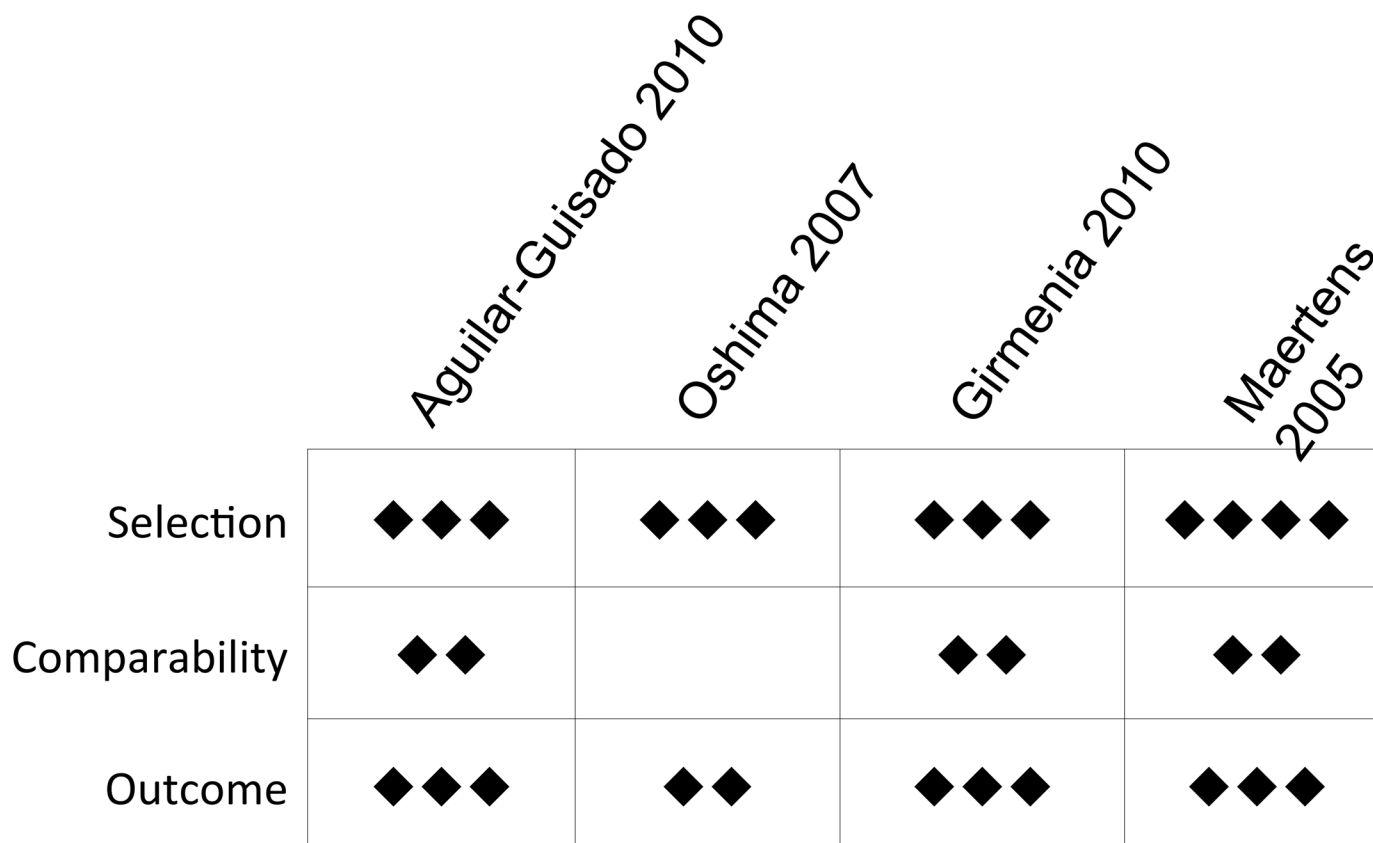 Aguilar-Guisado 2010
Oshima 2007
Girmenia 2010
Maertens
2005
Selection
◆◆◆ ◆◆◆ ◆◆◆ ◆◆◆◆
Comparability
◆◆ ◆◆ ◆◆
Outcome
◆◆◆ ◆◆ ◆◆◆ ◆◆◆